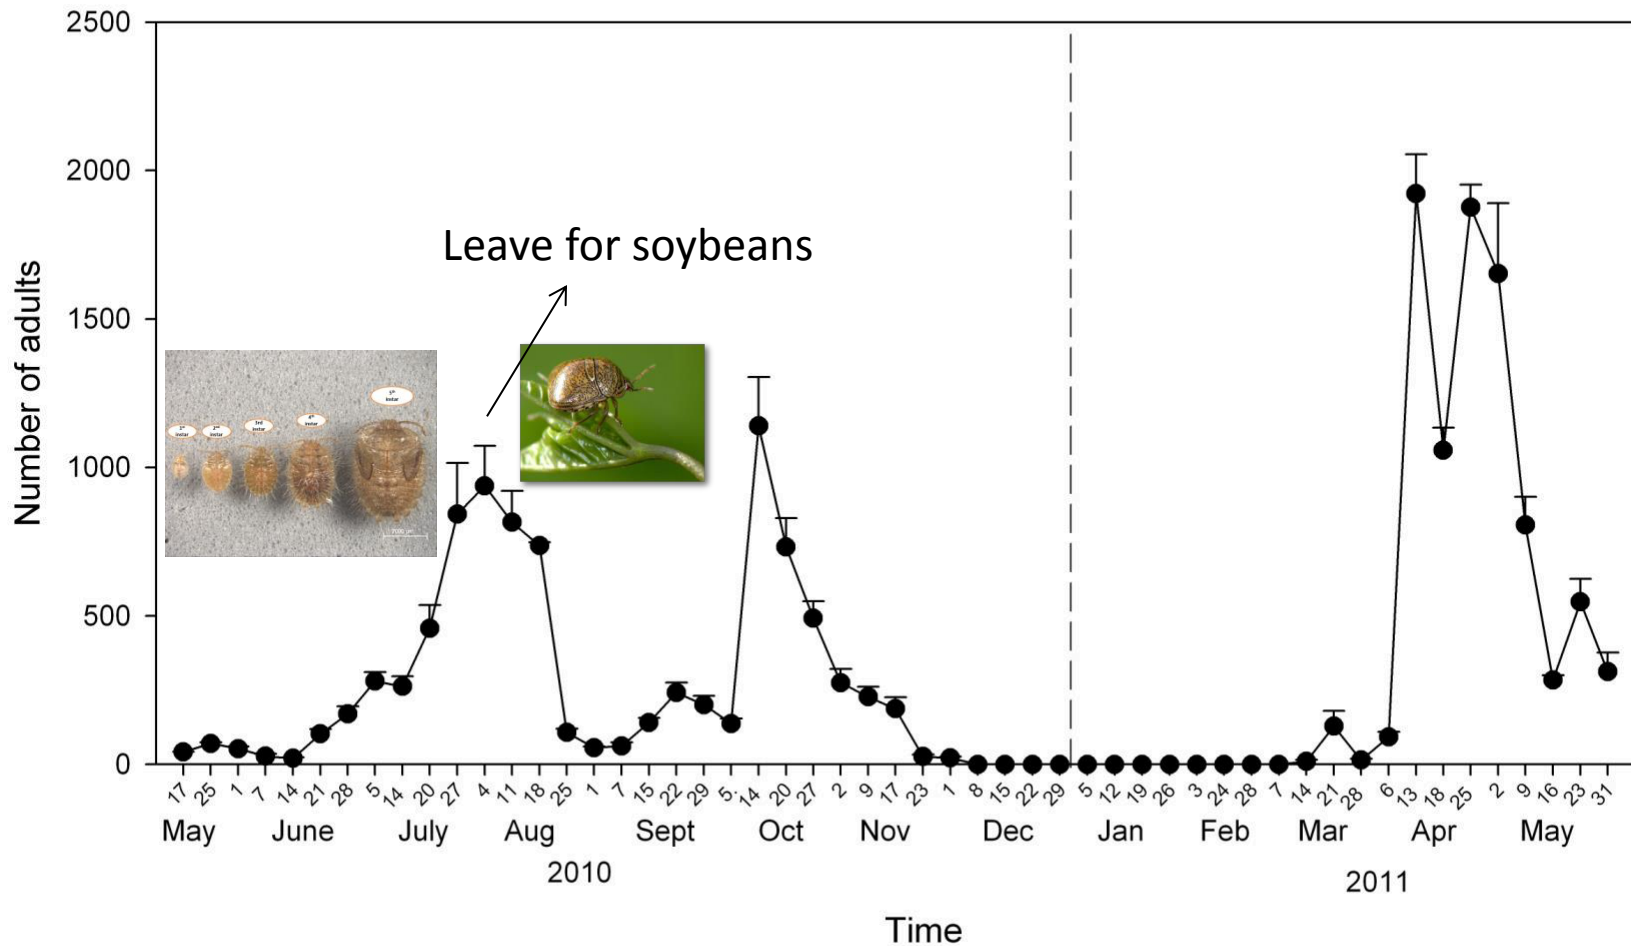 2500
2000
1500
1000
500
0
Number of adults
Leave for soybeans
1st instar
2nd instar
3rd instar
4th instar
5th instar
17 25 1 7 14 21 28 5 14 20 27 4 11 18 25 1 7 15 22 29 5. 14 20 27 2 9 17 23 1 8 15 22 29 5 12 19 26 3 24 28 7 14 21 28 6 13 18 25 2 9 16 23 31
May June July Aug Sept Oct Nov Dec Jan Feb Mar Apr May
2010 2011
Time